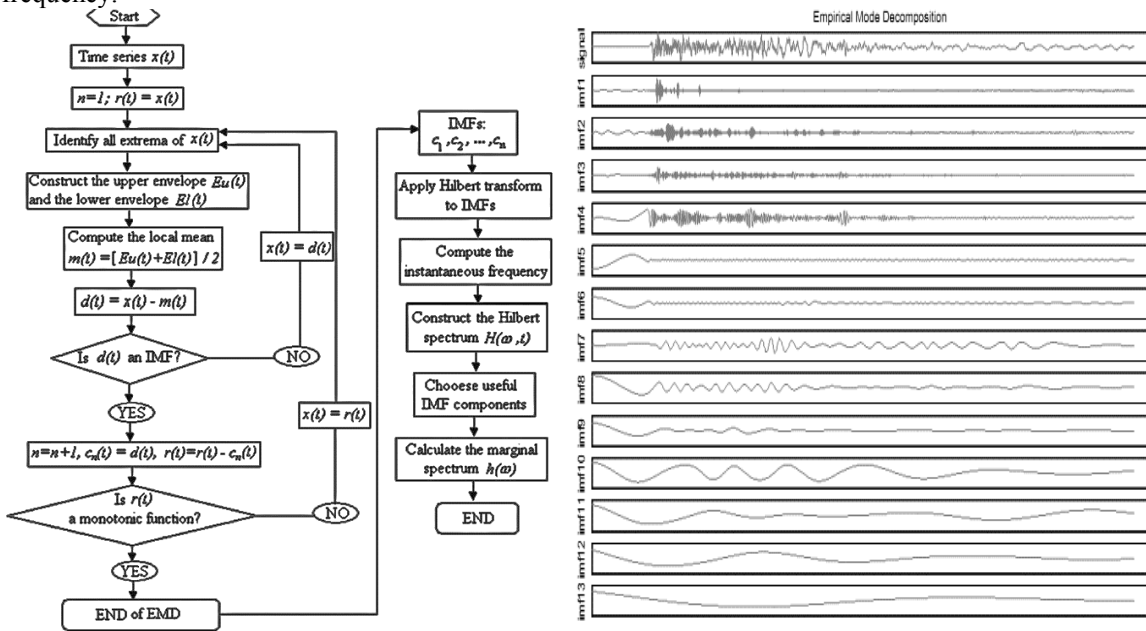 frequency.
Start
Time series x(t)
n=1; r(t) = x(t)
Identify all extrema of x(t)
Construct the upper envelope Eu(t)
and the lower envelope El(t)
Compute the local mean
m(t) =[Eu(t)+El(t)] / 2
x(t) = d(t)
d(t) = x(t) - m(t)
Is d(t) an IMF?
NO
YES
x(t) = r(t)
n=n+1, cn(t) = d(t), r(t)=r(t) - cn(t)
Is r(t)
a monotonic function?
NO
YES
END of EMD
IMFs:
c1 ,c2, ...,cn
Apply Hilbert transform
to IMFs
Compute the
instantaneous frequency
Construct the Hilbert
spectrum H(ω ,t)
Chooese useful
IMF components
Calculate the marginal
spectrum h(ω)
END
Empirical Mode Decomposition
signal
imf1
imf2
imf3
imf4
imf5
imf6
imf7
imf8
imf9
imf10
imf11
imf12
imf13